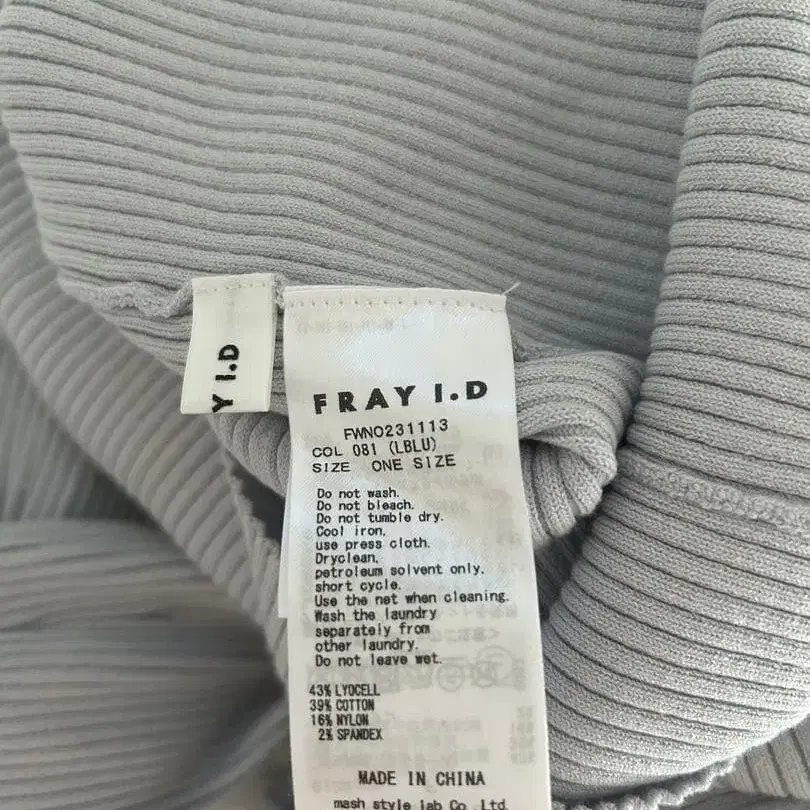 Y I.D
FRAY I.D
FWNO231113
COL 081 (LBLU)
SIZE ONE SIZE
Do not wash.
Do not bleach.
Do not tumble dry.
Cool iron,
use press cloth.
Dryclean,
petroleum solvent only.
short cycle.
Use the net when cleaning.
Wash the laundry
separately from
other laundry.
Do not leave wet.
43% LYOCELL
39% COTTON
16% NYLON
2% SPANDEX
MADE IN CHINA
mash style lab Co. Ltd.